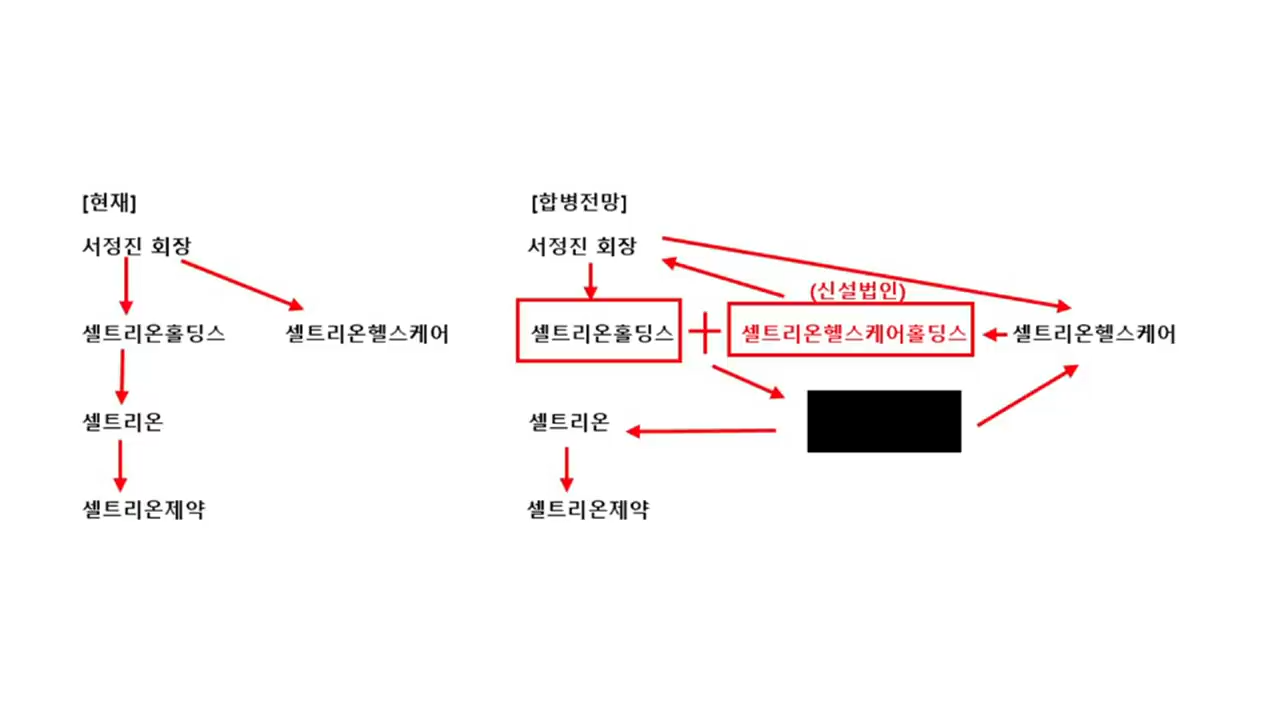 [현재]
서정진 회장
셀트리온홀딩스
셀트리온헬스케어
셀트리온
셀트리온제약
[합병전망]
서정진 회장
(신설법인)
셀트리온홀딩스
+
셀트리온헬스케어홀딩스
셀트리온헬스케어
셀트리온
셀트리온제약